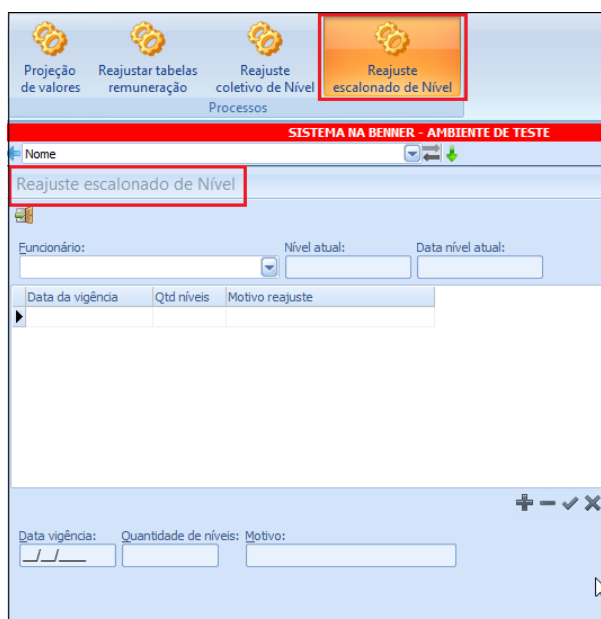 Projeção de valores
Reajustar tabelas remuneração
Reajuste coletivo de Nível
Reajuste escalonado de Nível
Processos
SISTEMA NA BENNER - AMBIENTE DE TESTE
Nome
Reajuste escalonado de Nível
Funcionário: Nível atual: Data nível atual:
Data da vigência Qtd níveis Motivo reajuste
Data vigência: Quantidade de níveis: Motivo:
__/__/____